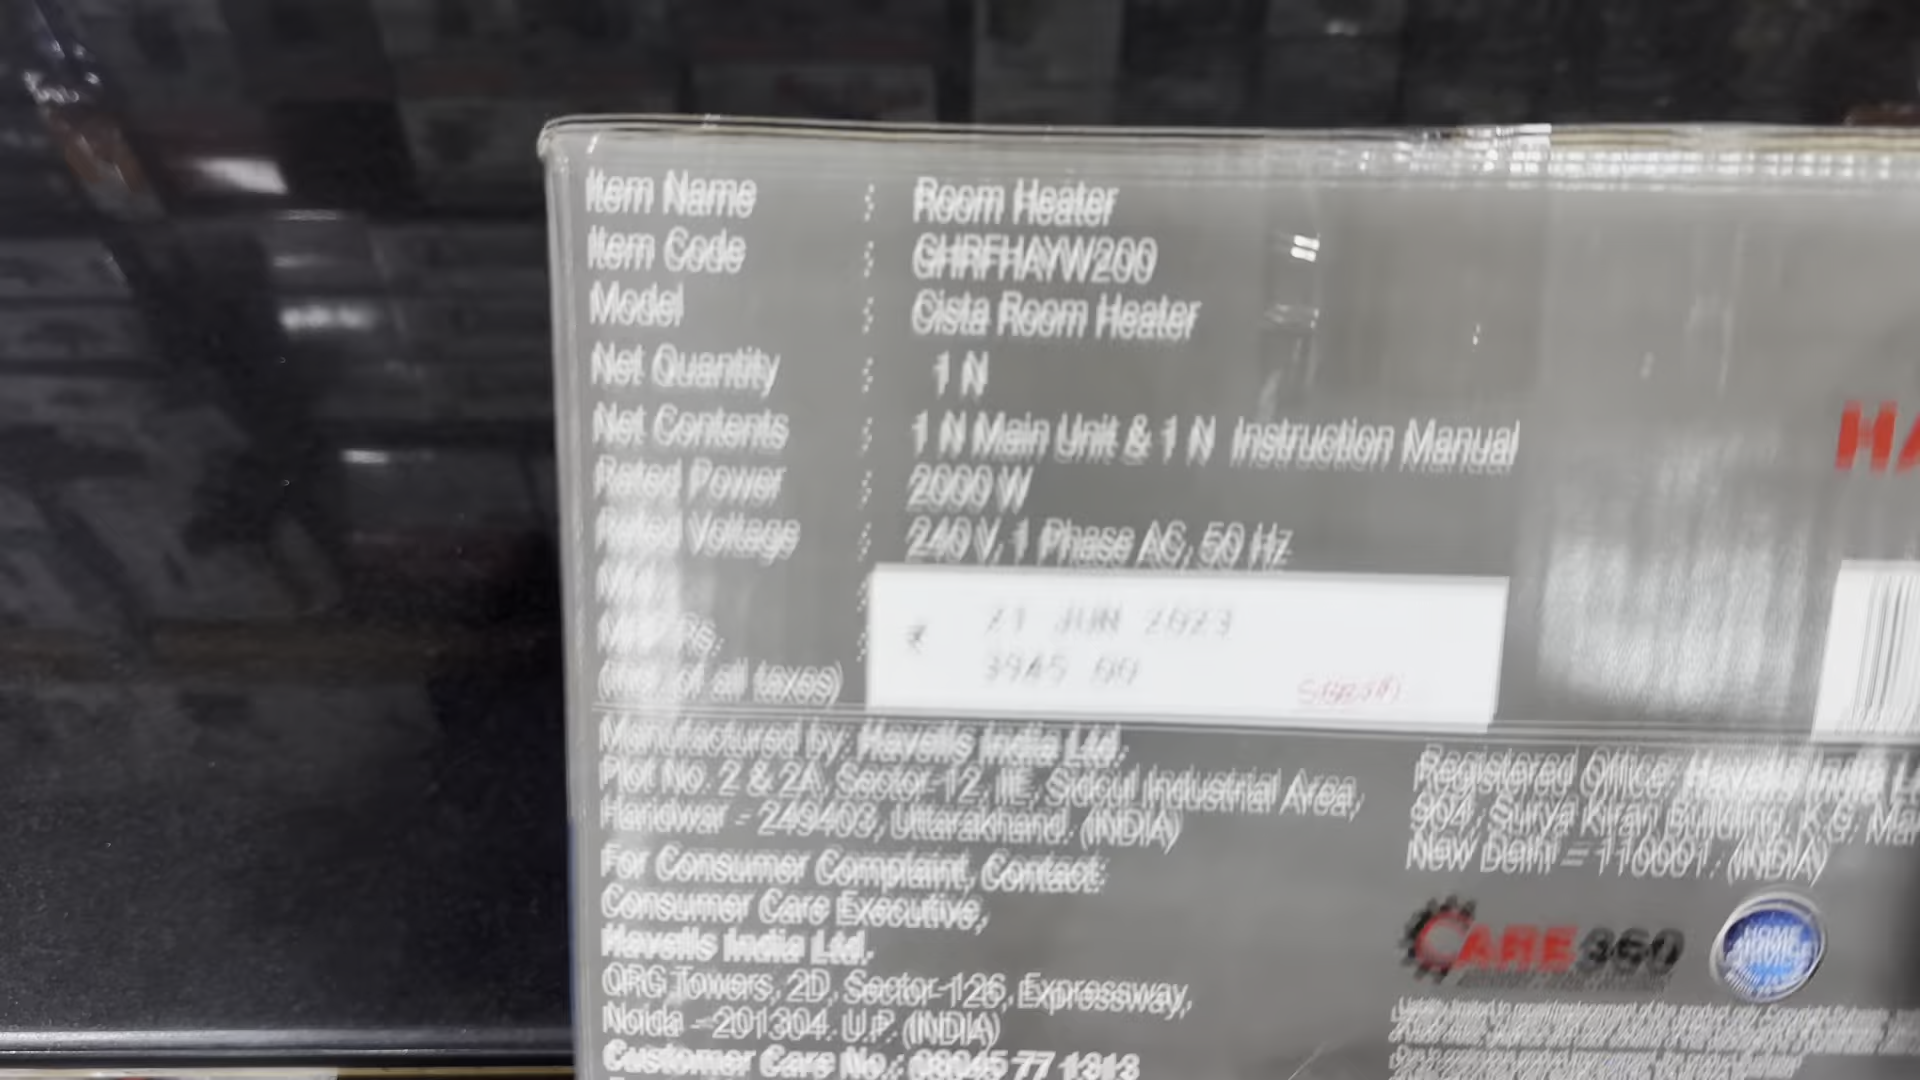 Item Name : Room Heater
Item Code : GHRFHAYW200
Model : Cista Room Heater
Net Quantity : 1 N
Net Contents : 1 N Main Unit & 1 N Instruction Manual
Rated Power : 2000 W
Rated Voltage : 240 V, 1 Phase AC, 50 Hz
₹ 21 JUN 2023
3945 00
of all taxes)
Manufactured by: Havells India Ltd.
Plot No. 2 & 2A, Sector-12, IIE, Sidcul Industrial Area,
Haridwar - 249403, Uttarakhand. (INDIA)
For Consumer Complaint, Contact:
Consumer Care Executive,
Havells India Ltd.
QRG Towers, 2D, Sector-126, Expressway,
Noida - 201304. U.P. (INDIA)
Customer Care No.: 08045 77 1313
HA
Registered Office: Havells India L
904, Surya Kiran Building, K.G. Mar
New Delhi - 110001. (INDIA)
CARE 360
HOME